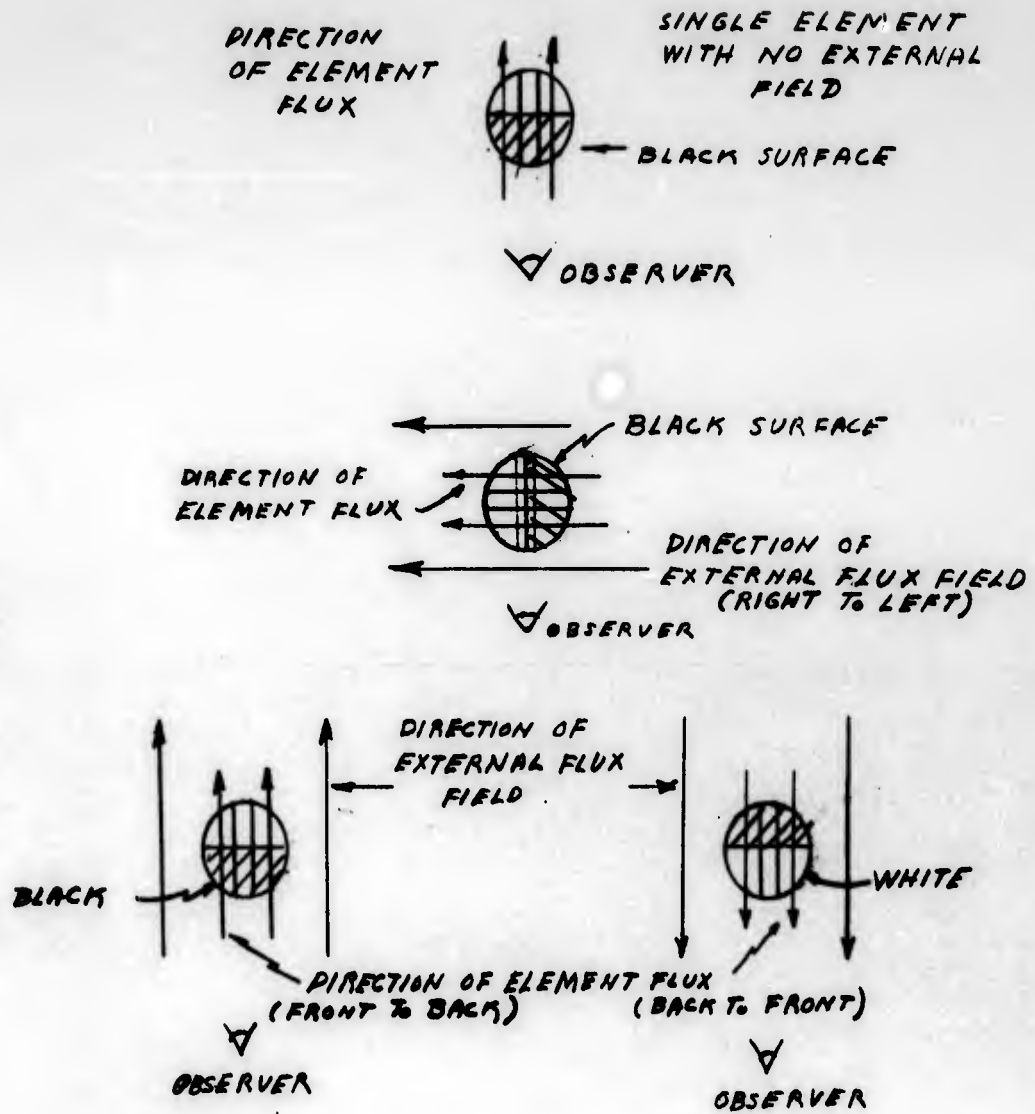 DIRECTION
OF ELEMENT
FLUX
SINGLE ELEMENT
WITH NO EXTERNAL
FIELD
BLACK SURFACE
OBSERVER
BLACK SURFACE
DIRECTION OF
ELEMENT FLUX
DIRECTION OF
EXTERNAL FLUX FIELD
(RIGHT TO LEFT)
OBSERVER
DIRECTION OF
EXTERNAL FLUX
FIELD
BLACK
WHITE
DIRECTION OF ELEMENT FLUX
(FRONT TO BACK)
(BACK TO FRONT)
OBSERVER
OBSERVER